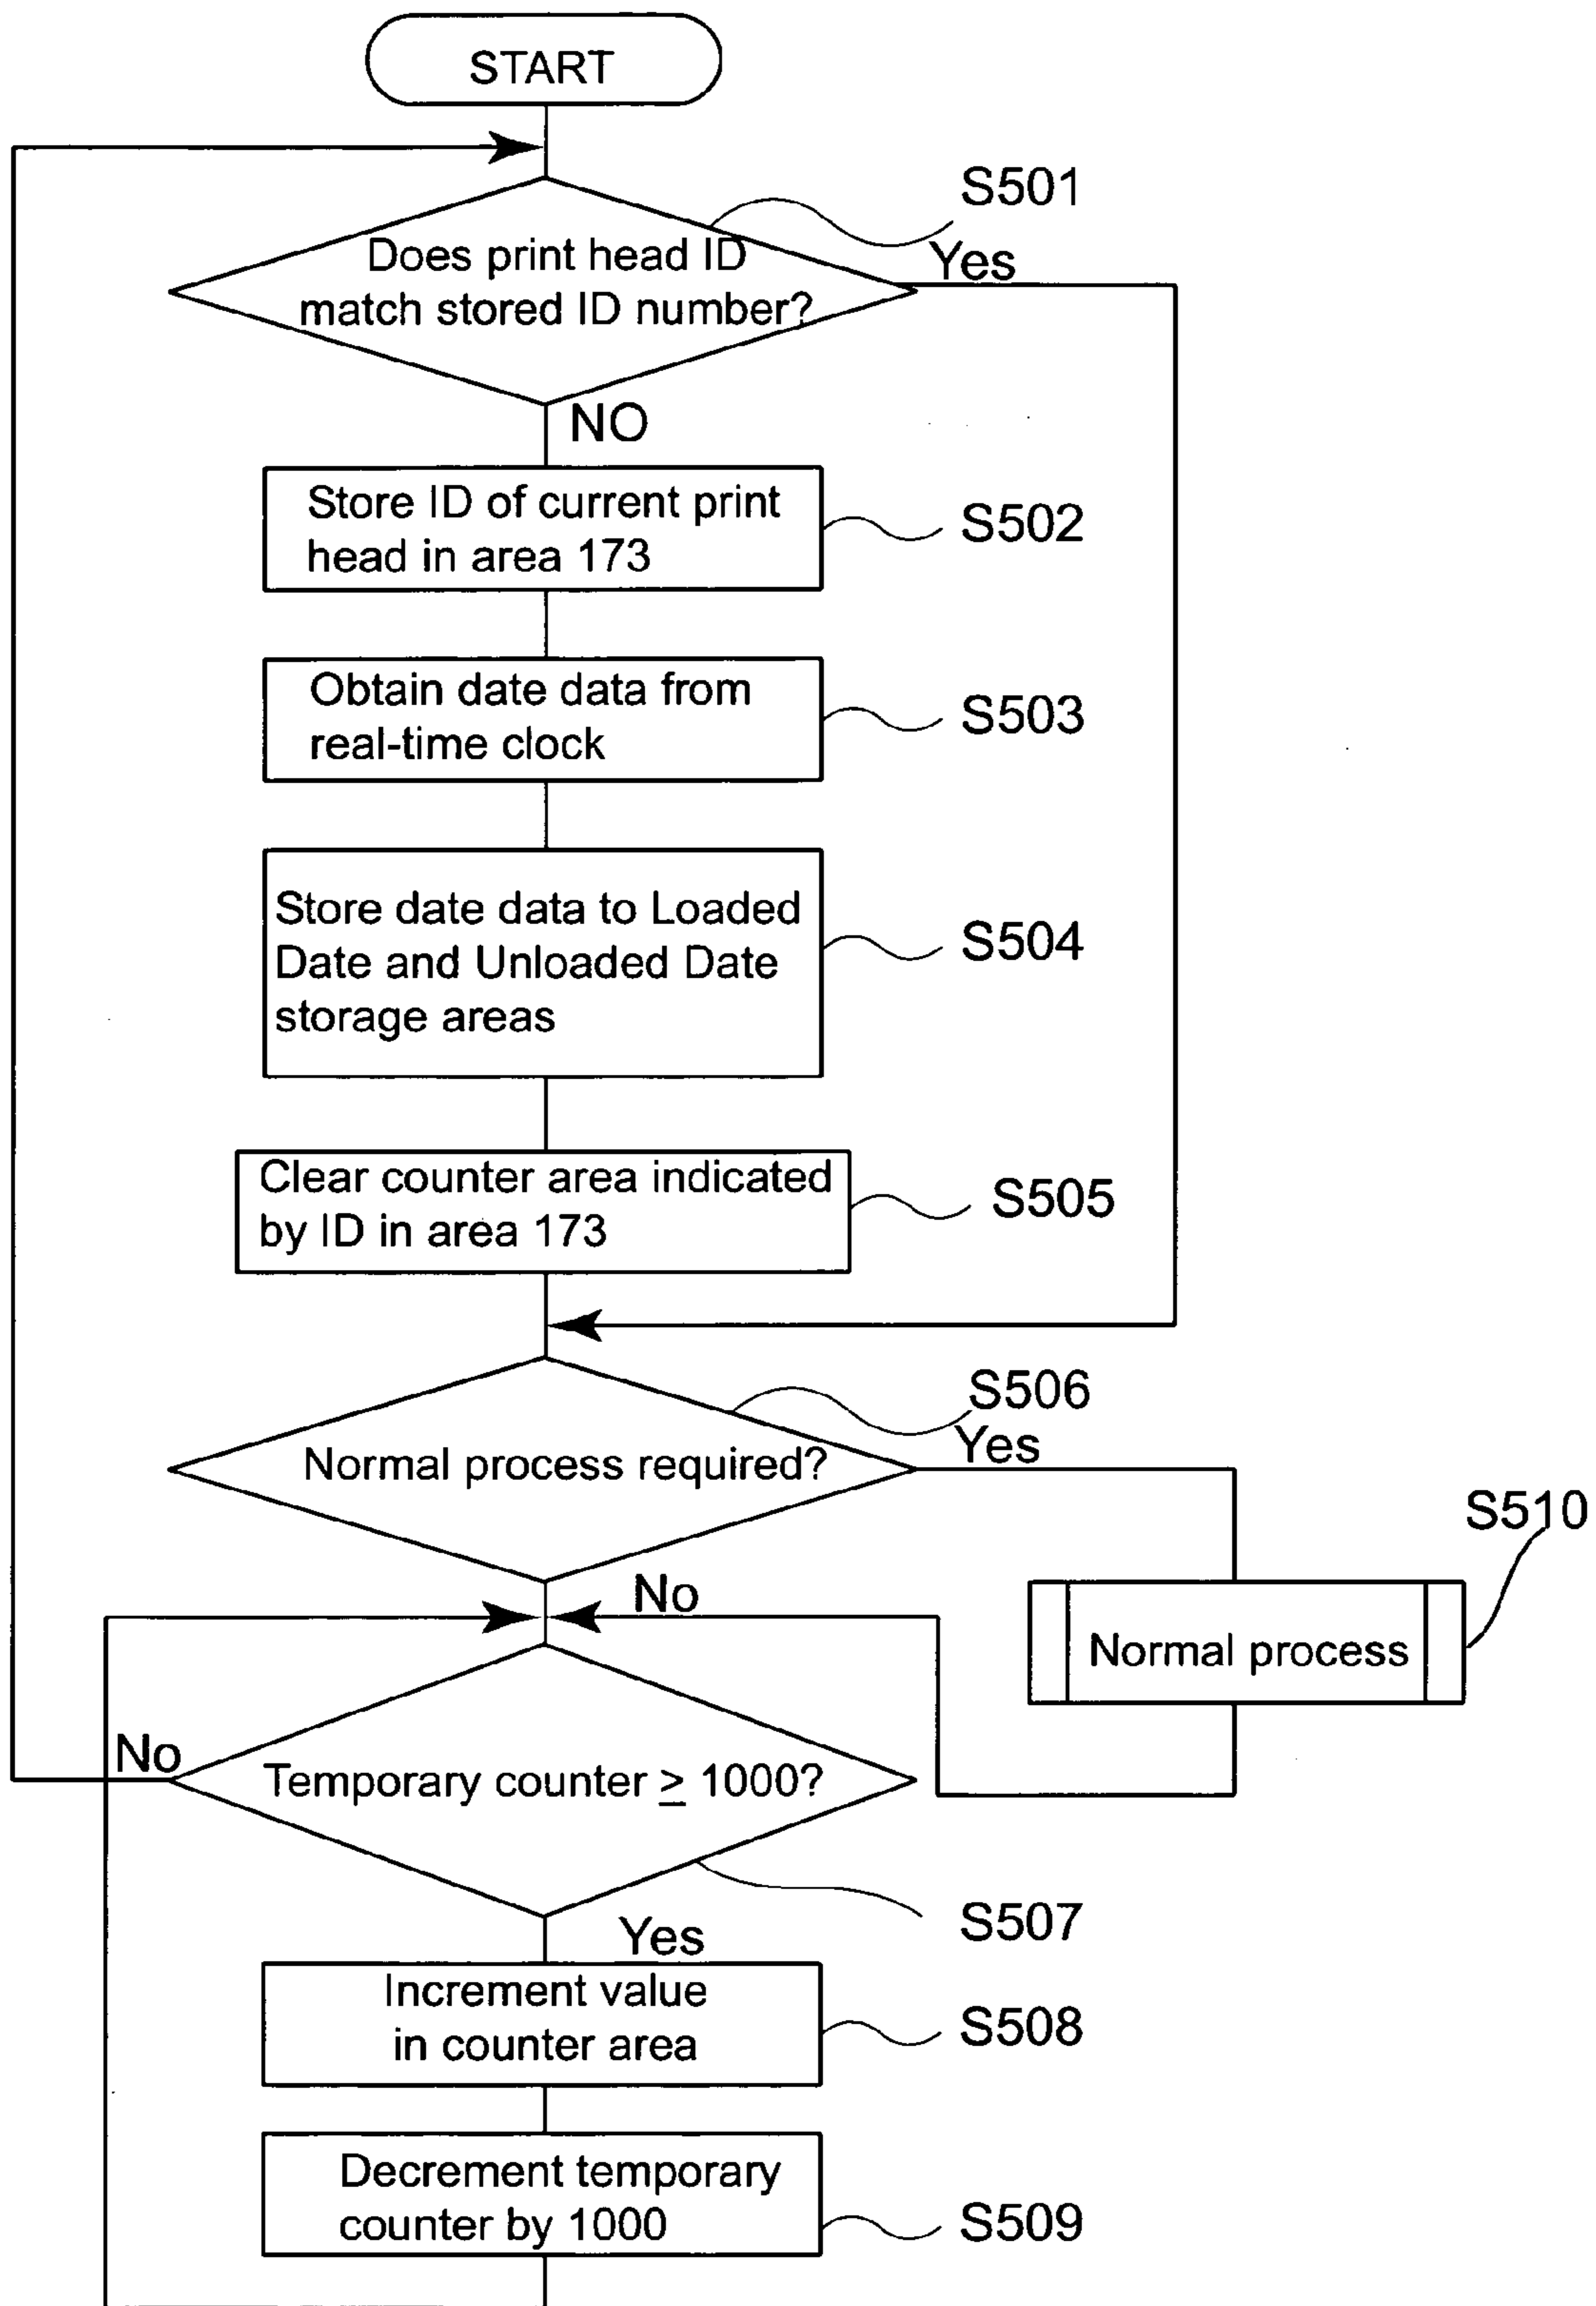 START
S501
Does print head ID
match stored ID number?
Yes
NO
Store ID of current print
head in area 173
S502
Obtain date data from
real-time clock
S503
Store date data to Loaded
Date and Unloaded Date
storage areas
S504
Clear counter area indicated
by ID in area 173
S505
S506
Normal process required?
Yes
S510
No
Normal process
No
Temporary counter ≥ 1000?
S507
Yes
Increment value
in counter area
S508
Decrement temporary
counter by 1000
S509